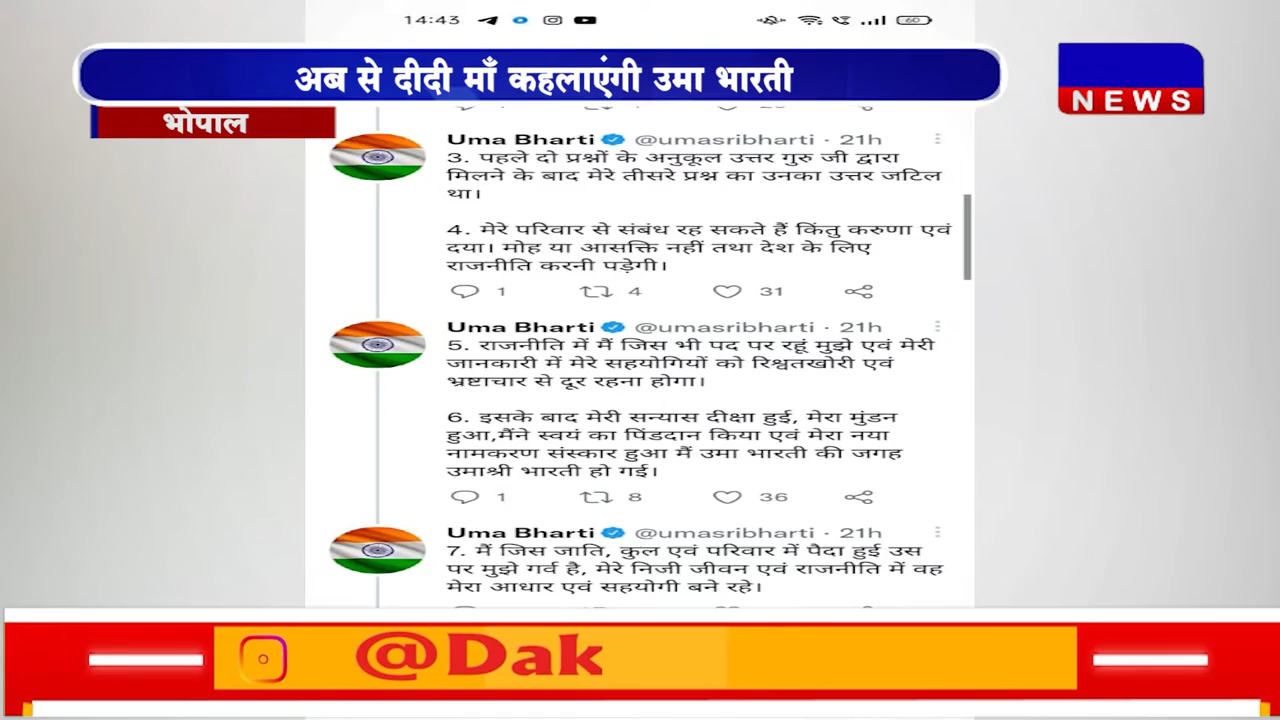 14:43
60
अब से दीदी माँ कहलाएंगी उमा भारती
NEWS
भोपाल
Uma Bharti @umasribharti · 21h
3. पहले दो प्रश्नों के अनुकूल उत्तर गुरु जी द्वारा
मिलने के बाद मेरे तीसरे प्रश्न का उनका उत्तर जटिल
था।
4. मेरे परिवार से संबंध रह सकते हैं किंतु करुणा एवं
दया। मोह या आसक्ति नहीं तथा देश के लिए
राजनीति करनी पड़ेगी।
1 4 31
Uma Bharti @umasribharti · 21h
5. राजनीति में मैं जिस भी पद पर रहूं मुझे एवं मेरी
जानकारी में मेरे सहयोगियों को रिश्वतखोरी एवं
भ्रष्टाचार से दूर रहना होगा।
6. इसके बाद मेरी सन्यास दीक्षा हुई, मेरा मुंडन
हुआ,मैंने स्वयं का पिंडदान किया एवं मेरा नया
नामकरण संस्कार हुआ मैं उमा भारती की जगह
उमाश्री भारती हो गई।
1 8 36
Uma Bharti @umasribharti · 21h
7. मैं जिस जाति, कुल एवं परिवार में पैदा हुई उस
पर मुझे गर्व है, मेरे निजी जीवन एवं राजनीति में वह
मेरा आधार एवं सहयोगी बने रहे।
@Dak